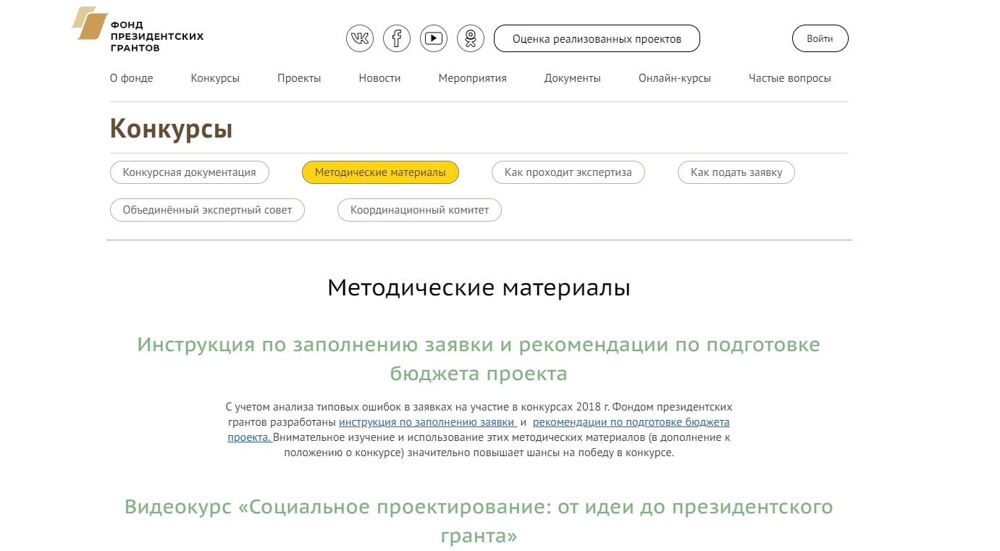 ФОНД
ПРЕЗИДЕНТСКИХ
ГРАНТОВ
Оценка реализованных проектов
Войти
О фонде Конкурсы Проекты Новости Мероприятия Документы Онлайн-курсы Частые вопросы
Конкурсы
Конкурсная документация Методические материалы Как проходит экспертиза Как подать заявку
Объединённый экспертный совет Координационный комитет
Методические материалы
Инструкция по заполнению заявки и рекомендации по подготовке
бюджета проекта
С учетом анализа типовых ошибок в заявках на участие в конкурсах 2018 г. Фондом президентских
грантов разработаны инструкция по заполнению заявки и рекомендации по подготовке бюджета
проекта. Внимательное изучение и использование этих методических материалов (в дополнение к
положению о конкурсе) значительно повышает шансы на победу в конкурсе.
Видеокурс «Социальное проектирование: от идеи до президентского
гранта»